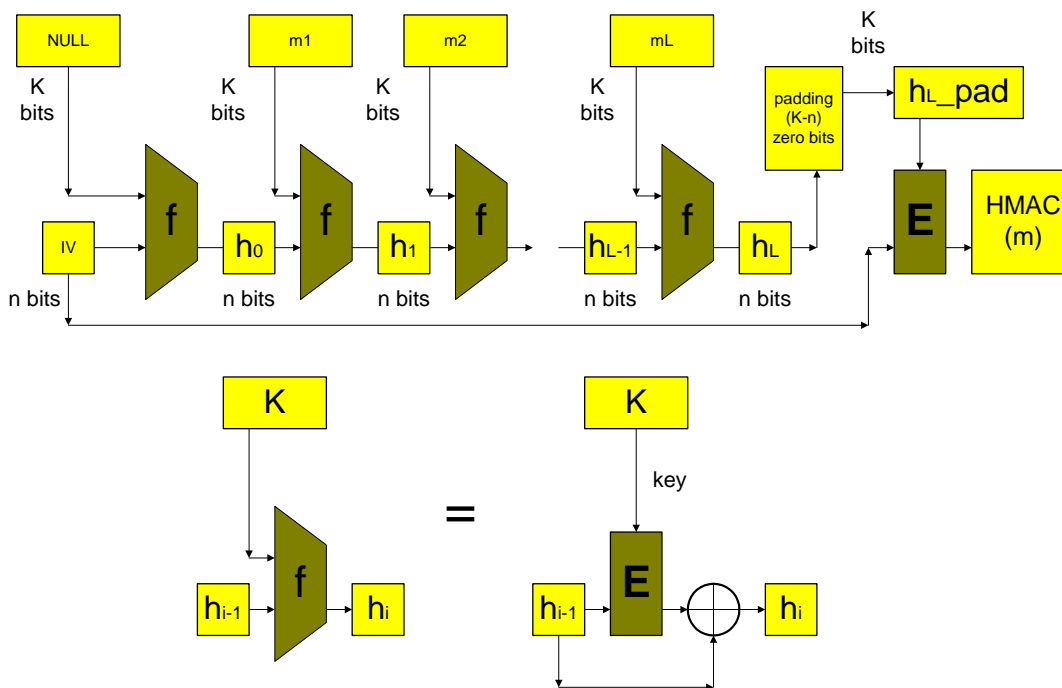 NULL
m1
m2
mL
K
bits
K
bits
K
bits
K
bits
K
bits
padding
(K-n)
zero bits
hL_pad
f
f
f
f
E
HMAC
(m)
IV
h0
h1
hL-1
hL
n bits
n bits
n bits
n bits
n bits
K
K
key
=
f
E
hi-1
hi
hi-1
hi